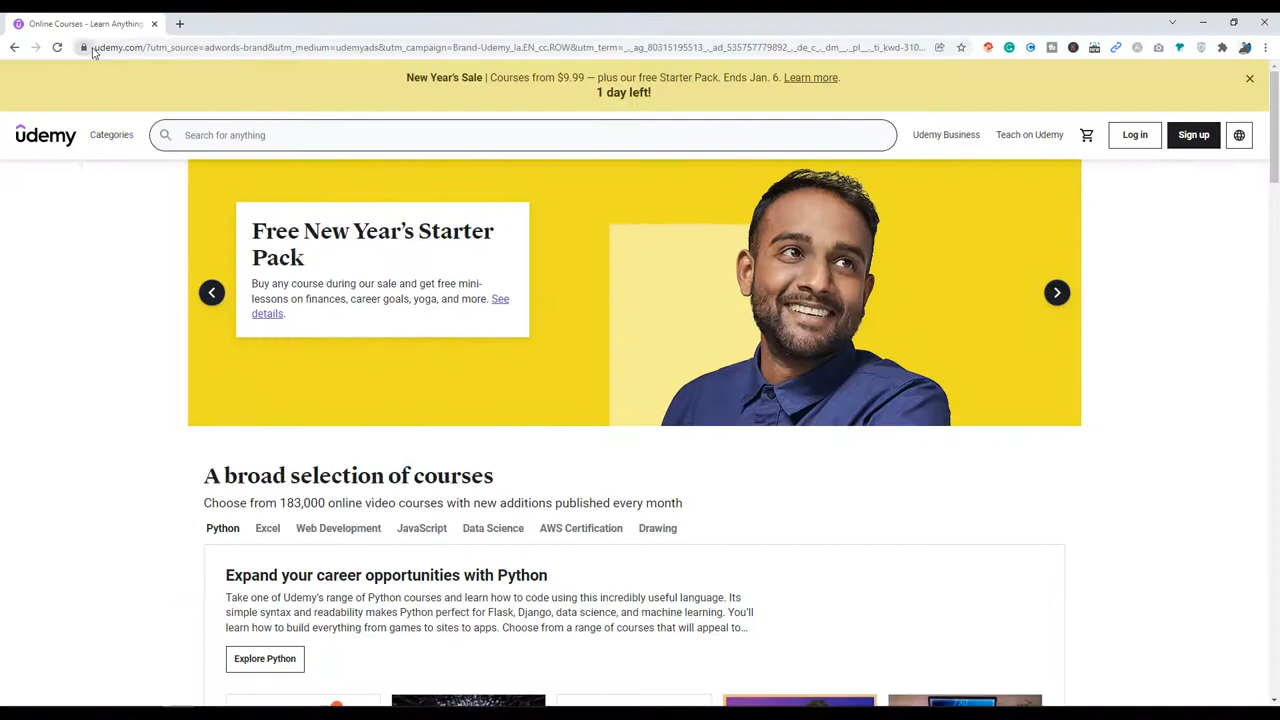 Online Courses - Learn Anything
udemy.com/?utm_source=adwords-brand&utm_medium=udemyads&utm_campaign=Brand-Udemy_la.EN_cc.ROW&utm_term=_._ag_80315195513_._ad_535757779892_._de_c_._dm__._pl__._ti_kwd-310...
New Year's Sale | Courses from $9.99 — plus our free Starter Pack. Ends Jan. 6. Learn more.
1 day left!
udemy Categories Search for anything Udemy Business Teach on Udemy Log in Sign up
Free New Year's Starter
Pack
Buy any course during our sale and get free mini-
lessons on finances, career goals, yoga, and more. See
details.
A broad selection of courses
Choose from 183,000 online video courses with new additions published every month
Python Excel Web Development JavaScript Data Science AWS Certification Drawing
Expand your career opportunities with Python
Take one of Udemy's range of Python courses and learn how to code using this incredibly useful language. Its
simple syntax and readability makes Python perfect for Flask, Django, data science, and machine learning. You'll
learn how to build everything from games to sites to apps. Choose from a range of courses that will appeal to...
Explore Python